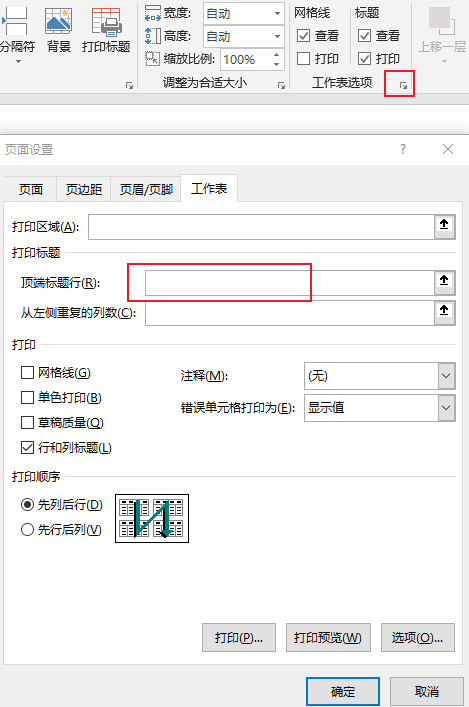 宽度: 自动 网格线 标题
高度: 自动 查看 查看
分隔符 背景 打印标题 缩放比例: 100% 打印 打印 上移一层
调整为合适大小 工作表选项
页面设置 ?
页面 页边距 页眉/页脚 工作表
打印区域(A):
打印标题
顶端标题行(R):
从左侧重复的列数(C):
打印
网格线(G) 注释(M): (无)
单色打印(B)
错误单元格打印为(E): 显示值
草稿质量(Q)
行和列标题(L)
打印顺序
先列后行(D)
先行后列(V)
打印(P)... 打印预览(W) 选项(O)...
确定 取消